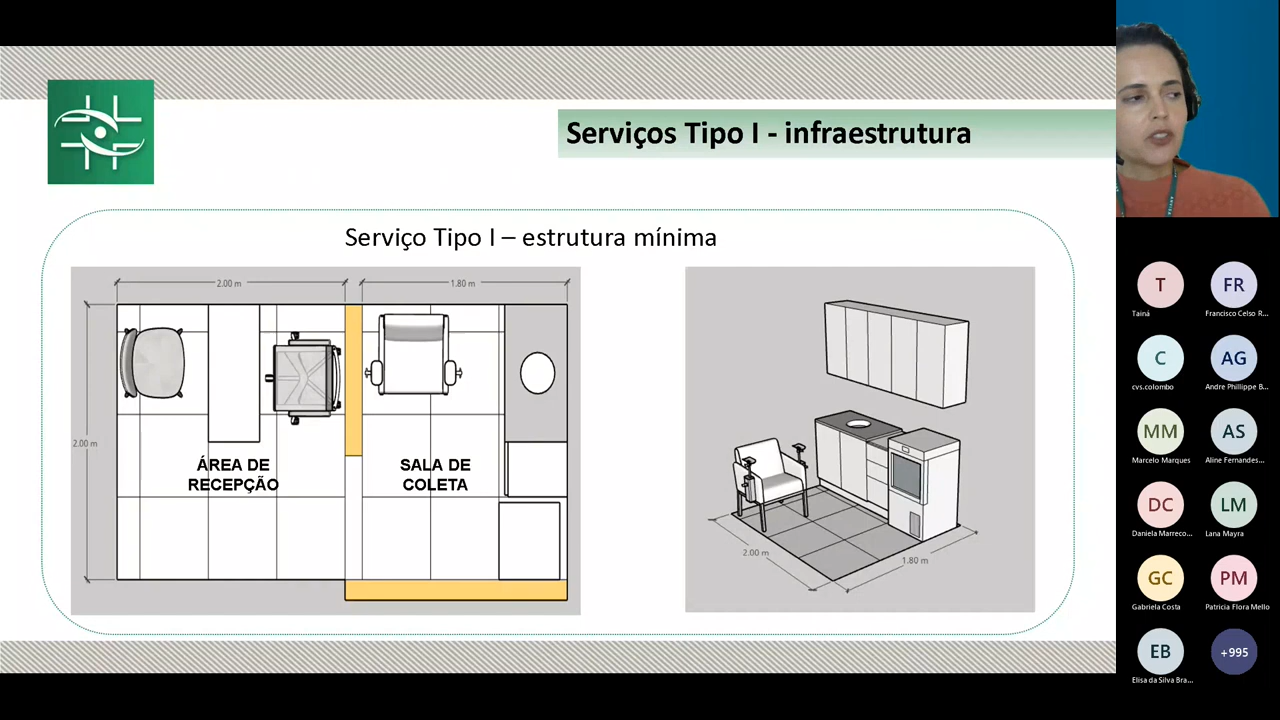 Serviços Tipo I - infraestrutura
Serviço Tipo I – estrutura mínima
2.00 m
1.80 m
2.00 m
ÁREA DE
RECEPÇÃO
SALA DE
COLETA
2.00 m
1.80 m
T
FR
Tainá
Francisco Celso R...
C
AG
cvs.colombo
Andre Phillippe B...
MM
AS
Marcelo Marques
Aline Fernandes...
DC
LM
Daniela Marreco...
Lana Mayra
GC
PM
Gabriela Costa
Patricia Flora Mello
EB
+995
Elisa da Silva Bra...